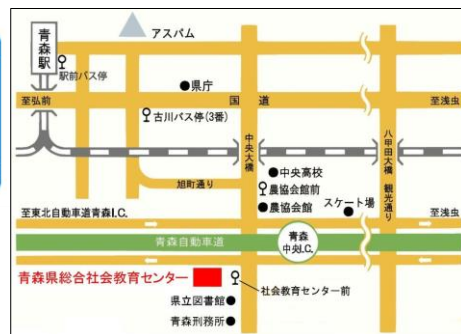 アスパム
青森駅
駅前バス停
●県庁
至弘前
国道
至浅虫
古川バス停(3番)
中央大橋
八甲田大橋 観光通り
●中央高校
農協会館前
旭町通り
●農協会館
スケート場
●
至東北自動車道青森I.C.
至浅虫
青森自動車道
青森中央I.C.
青森県総合社会教育センター
社会教育センター前
県立図書館●
青森刑務所●